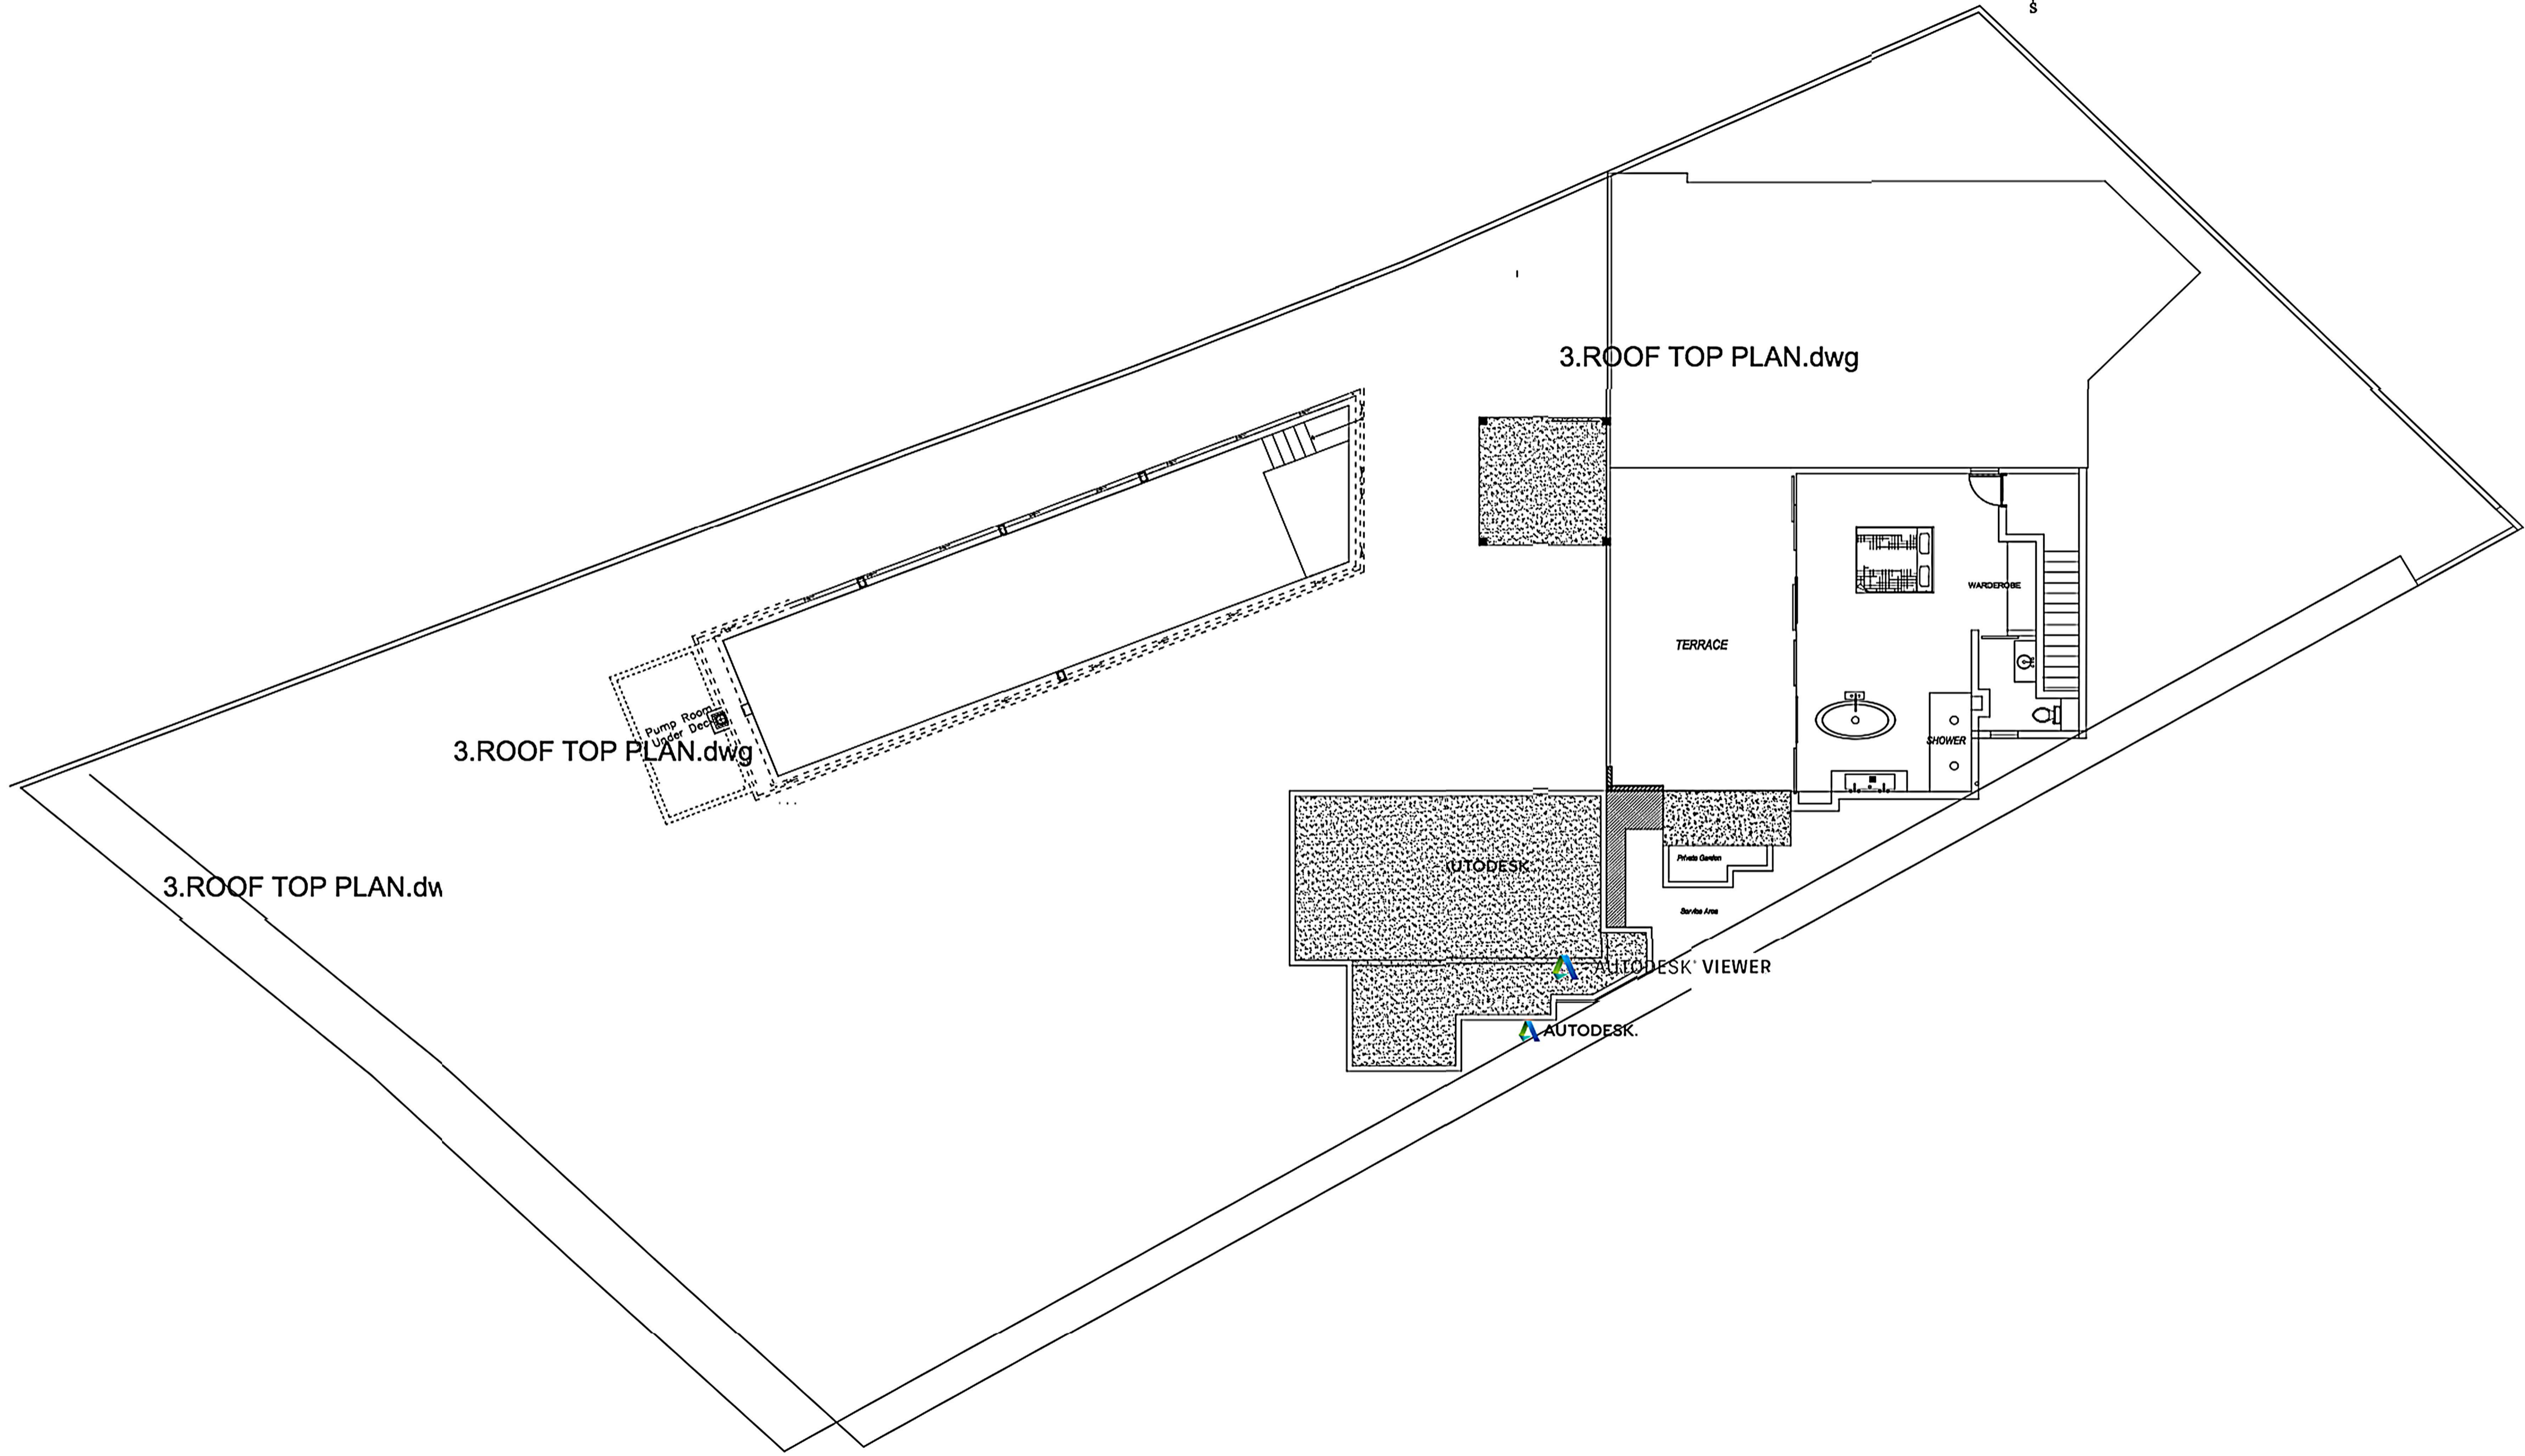 S
3.ROOF TOP PLAN.dwg
WARDEROBE
TERRACE
Pump Room
Under Deck
3.ROOF TOP PLAN.dwg
SHOWER
3.ROOF TOP PLAN.dw
UTODESK
Private Garden
Service Area
AUTODESK VIEWER
AUTODESK.